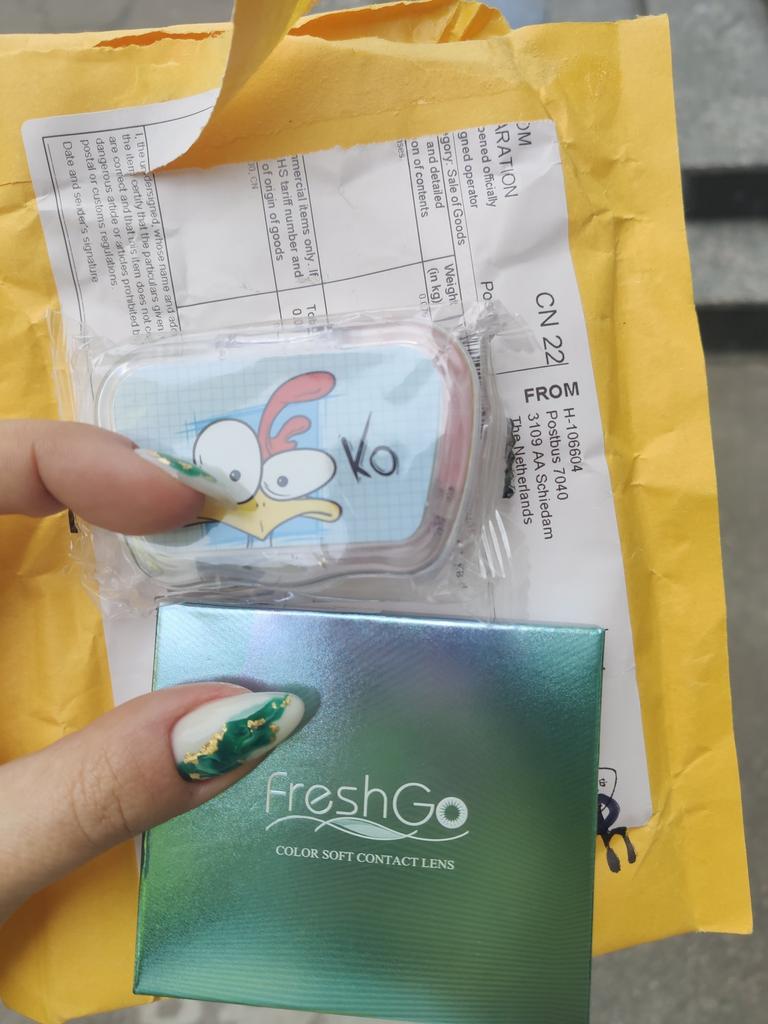 OM
ARATION
CN 22
pened officially
gned operator
gory: Sale of Goods
and detailed
on of contents
Weigh
(in kg)
mmercial items only. If
HS tariff number and
of origin of goods
I, the undersigned, whose name and add
the item, certify that the particulars given
are correct and that this item does not c
dangerous article or articles prohibited b
postal or customs regulations
Date and sender's signature
FROM
H-106604
Postbus 7040
3109 AA Schiedam
The Netherlands
KO
FreshGo
COLOR SOFT CONTACT LENS